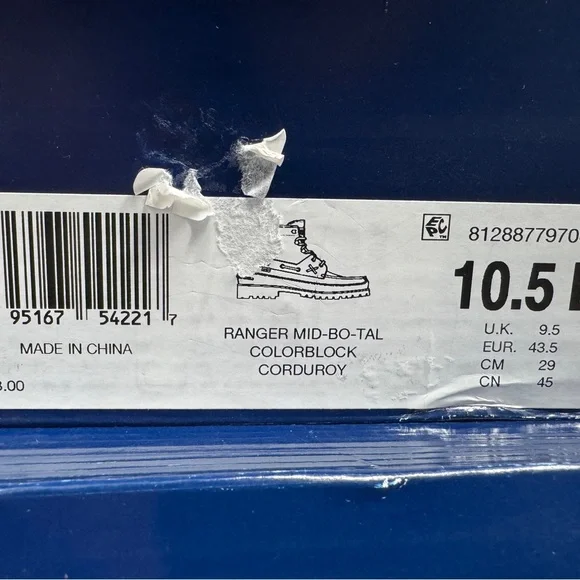 8128877970
10.5
95167 54221 7
MADE IN CHINA
.00
RANGER MID-BO-TAL
COLORBLOCK
CORDUROY
U.K. 9.5
EUR. 43.5
CM 29
CN 45